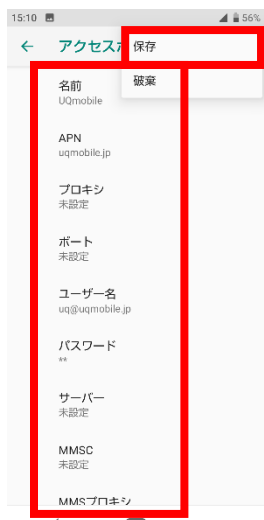 15:10 56%
アクセスポ
保存
破棄
名前
UQmobile
APN
uqmobile.jp
プロキシ
未設定
ポート
未設定
ユーザー名
uq@uqmobile.jp
パスワード
**
サーバー
未設定
MMSC
未設定
MMSプロキシ